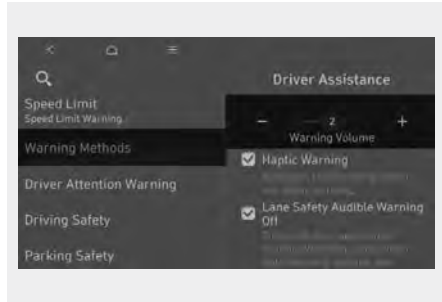 Driver Assistance
Speed Limit
Speed Limit Warning
Warning Methods
Driver Attention Warning
Driving Safety
Parking Safety
− 2 +
Warning Volume
Haptic Warning
Lane Safety Audible Warning
Off